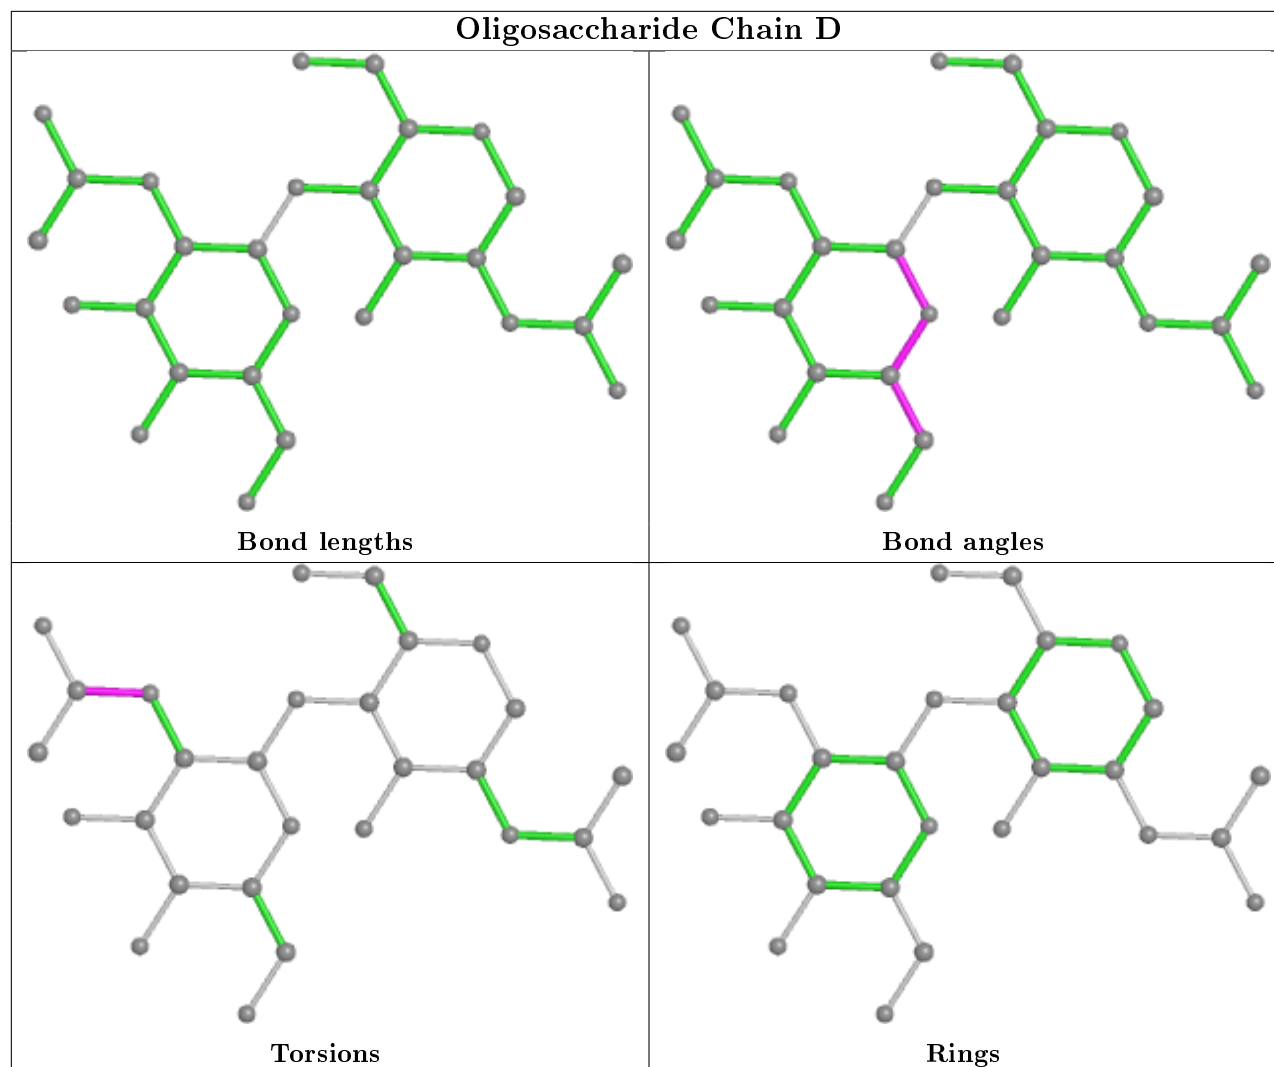 Oligosaccharide Chain D
Bond lengths
Bond angles
Torsions
Rings